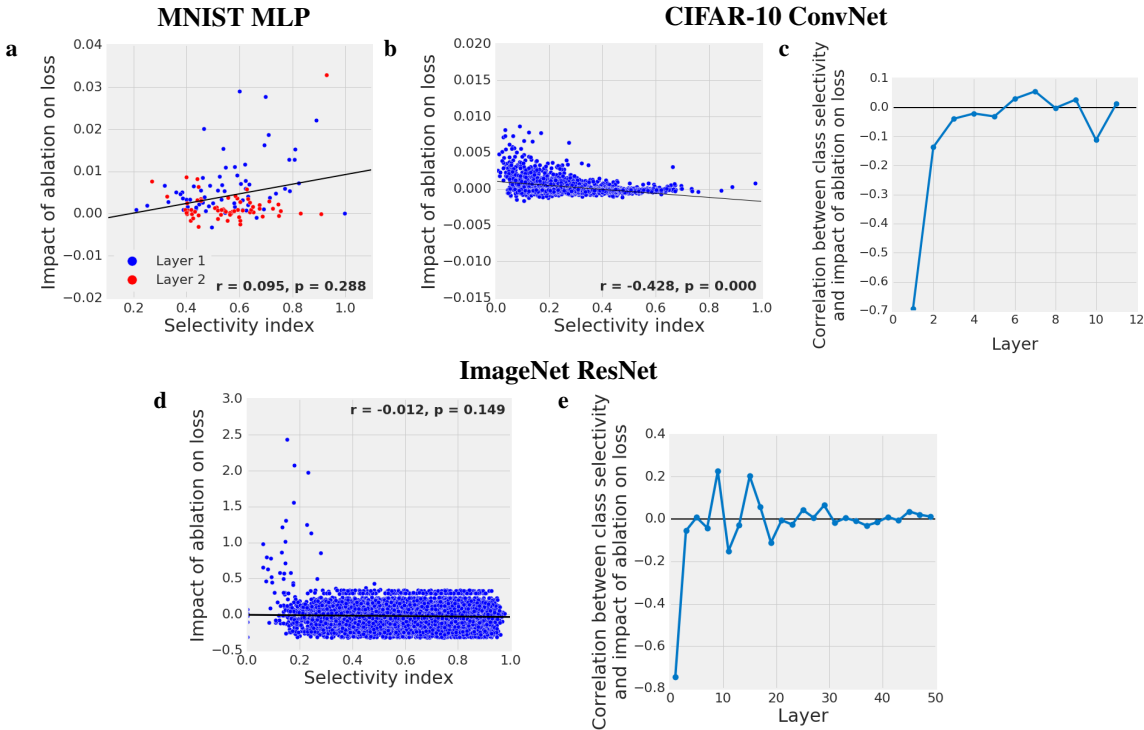 MNIST MLP
CIFAR-10 ConvNet
a
Impact of ablation on loss
0.04
0.03
0.02
0.01
0.00
−0.01
−0.02
Layer 1
Layer 2
r = 0.095, p = 0.288
0.2 0.4 0.6 0.8 1.0
Selectivity index
b
Impact of ablation on loss
0.020
0.015
0.010
0.005
0.000
−0.005
−0.010
−0.015
r = -0.428, p = 0.000
0.0 0.2 0.4 0.6 0.8 1.0
Selectivity index
c
Correlation between class selectivity
and impact of ablation on loss
0.1
0.0
−0.1
−0.2
−0.3
−0.4
−0.5
−0.6
−0.7
0 2 4 6 8 10 12
Layer
ImageNet ResNet
d
Impact of ablation on loss
3.0
2.5
2.0
1.5
1.0
0.5
0.0
−0.5
r = -0.012, p = 0.149
0.0 0.2 0.4 0.6 0.8 1.0
Selectivity index
e
Correlation between class selectivity
and impact of ablation on loss
0.4
0.2
0.0
−0.2
−0.4
−0.6
−0.8
0 10 20 30 40 50
Layer